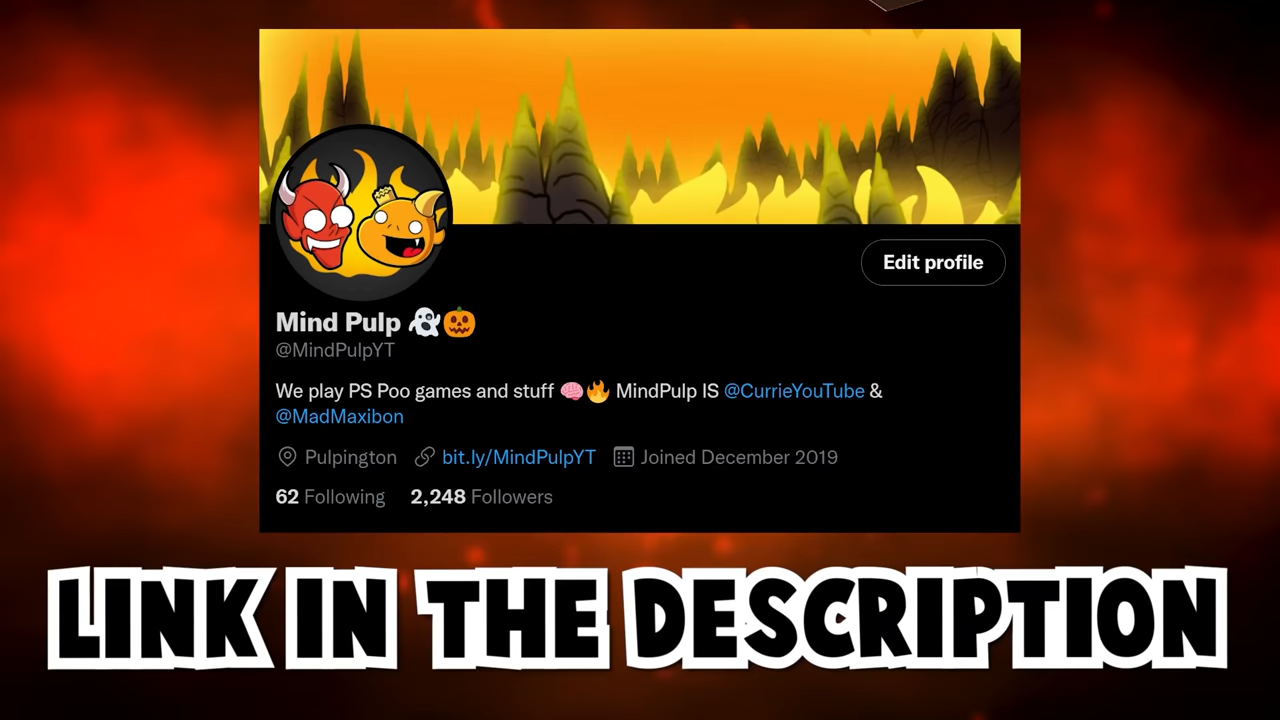 Edit profile
Mind Pulp 👻🎃
@MindPulpYT
We play PS Poo games and stuff 🧠🔥 MindPulp IS @CurrieYouTube &
@MadMaxibon
Pulpington bit.ly/MindPulpYT Joined December 2019
62 Following 2,248 Followers
LINK IN THE DESCRIPTION